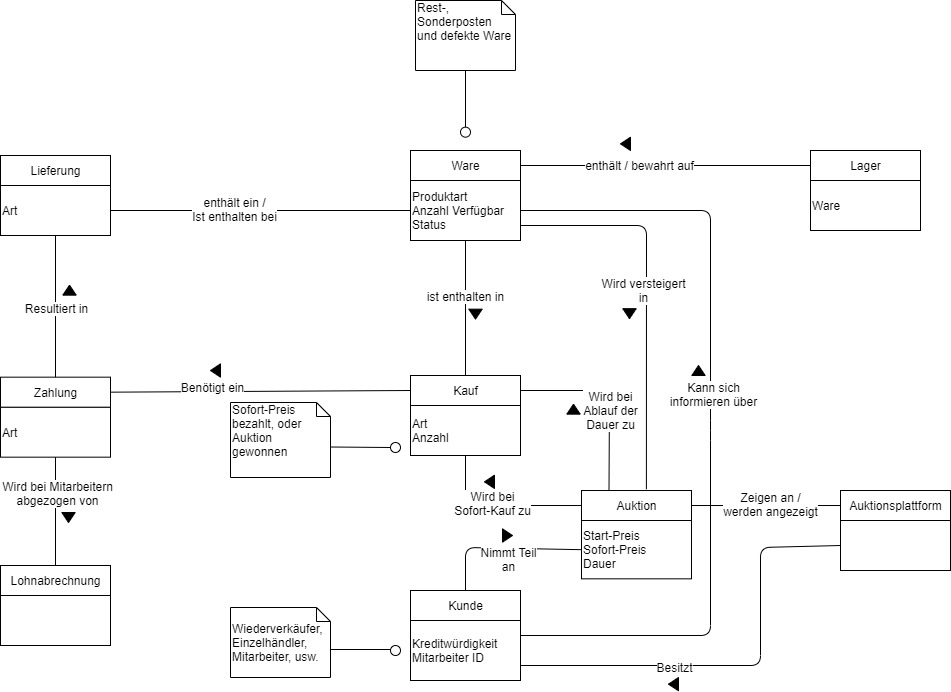 Rest-,
Sonderposten
und defekte Ware
Lieferung
Art
enthält ein /
Ist enthalten bei
Ware
Produktart
Anzahl Verfügbar
Status
enthält / bewahrt auf
Lager
Ware
Resultiert in
ist enthalten in
Wird versteigert
in
Kann sich
informieren über
Zahlung
Art
Benötigt ein
Kauf
Art
Anzahl
Wird bei
Ablauf der
Dauer zu
Sofort-Preis
bezahlt, oder
Auktion
gewonnen
Wird bei Mitarbeitern
abgezogen von
Wird bei
Sofort-Kauf zu
Auktion
Start-Preis
Sofort-Preis
Dauer
Zeigen an /
werden angezeigt
Auktionsplattform
Nimmt Teil
an
Lohnabrechnung
Kunde
Kreditwürdigkeit
Mitarbeiter ID
Wiederverkäufer,
Einzelhändler,
Mitarbeiter, usw.
Besitzt